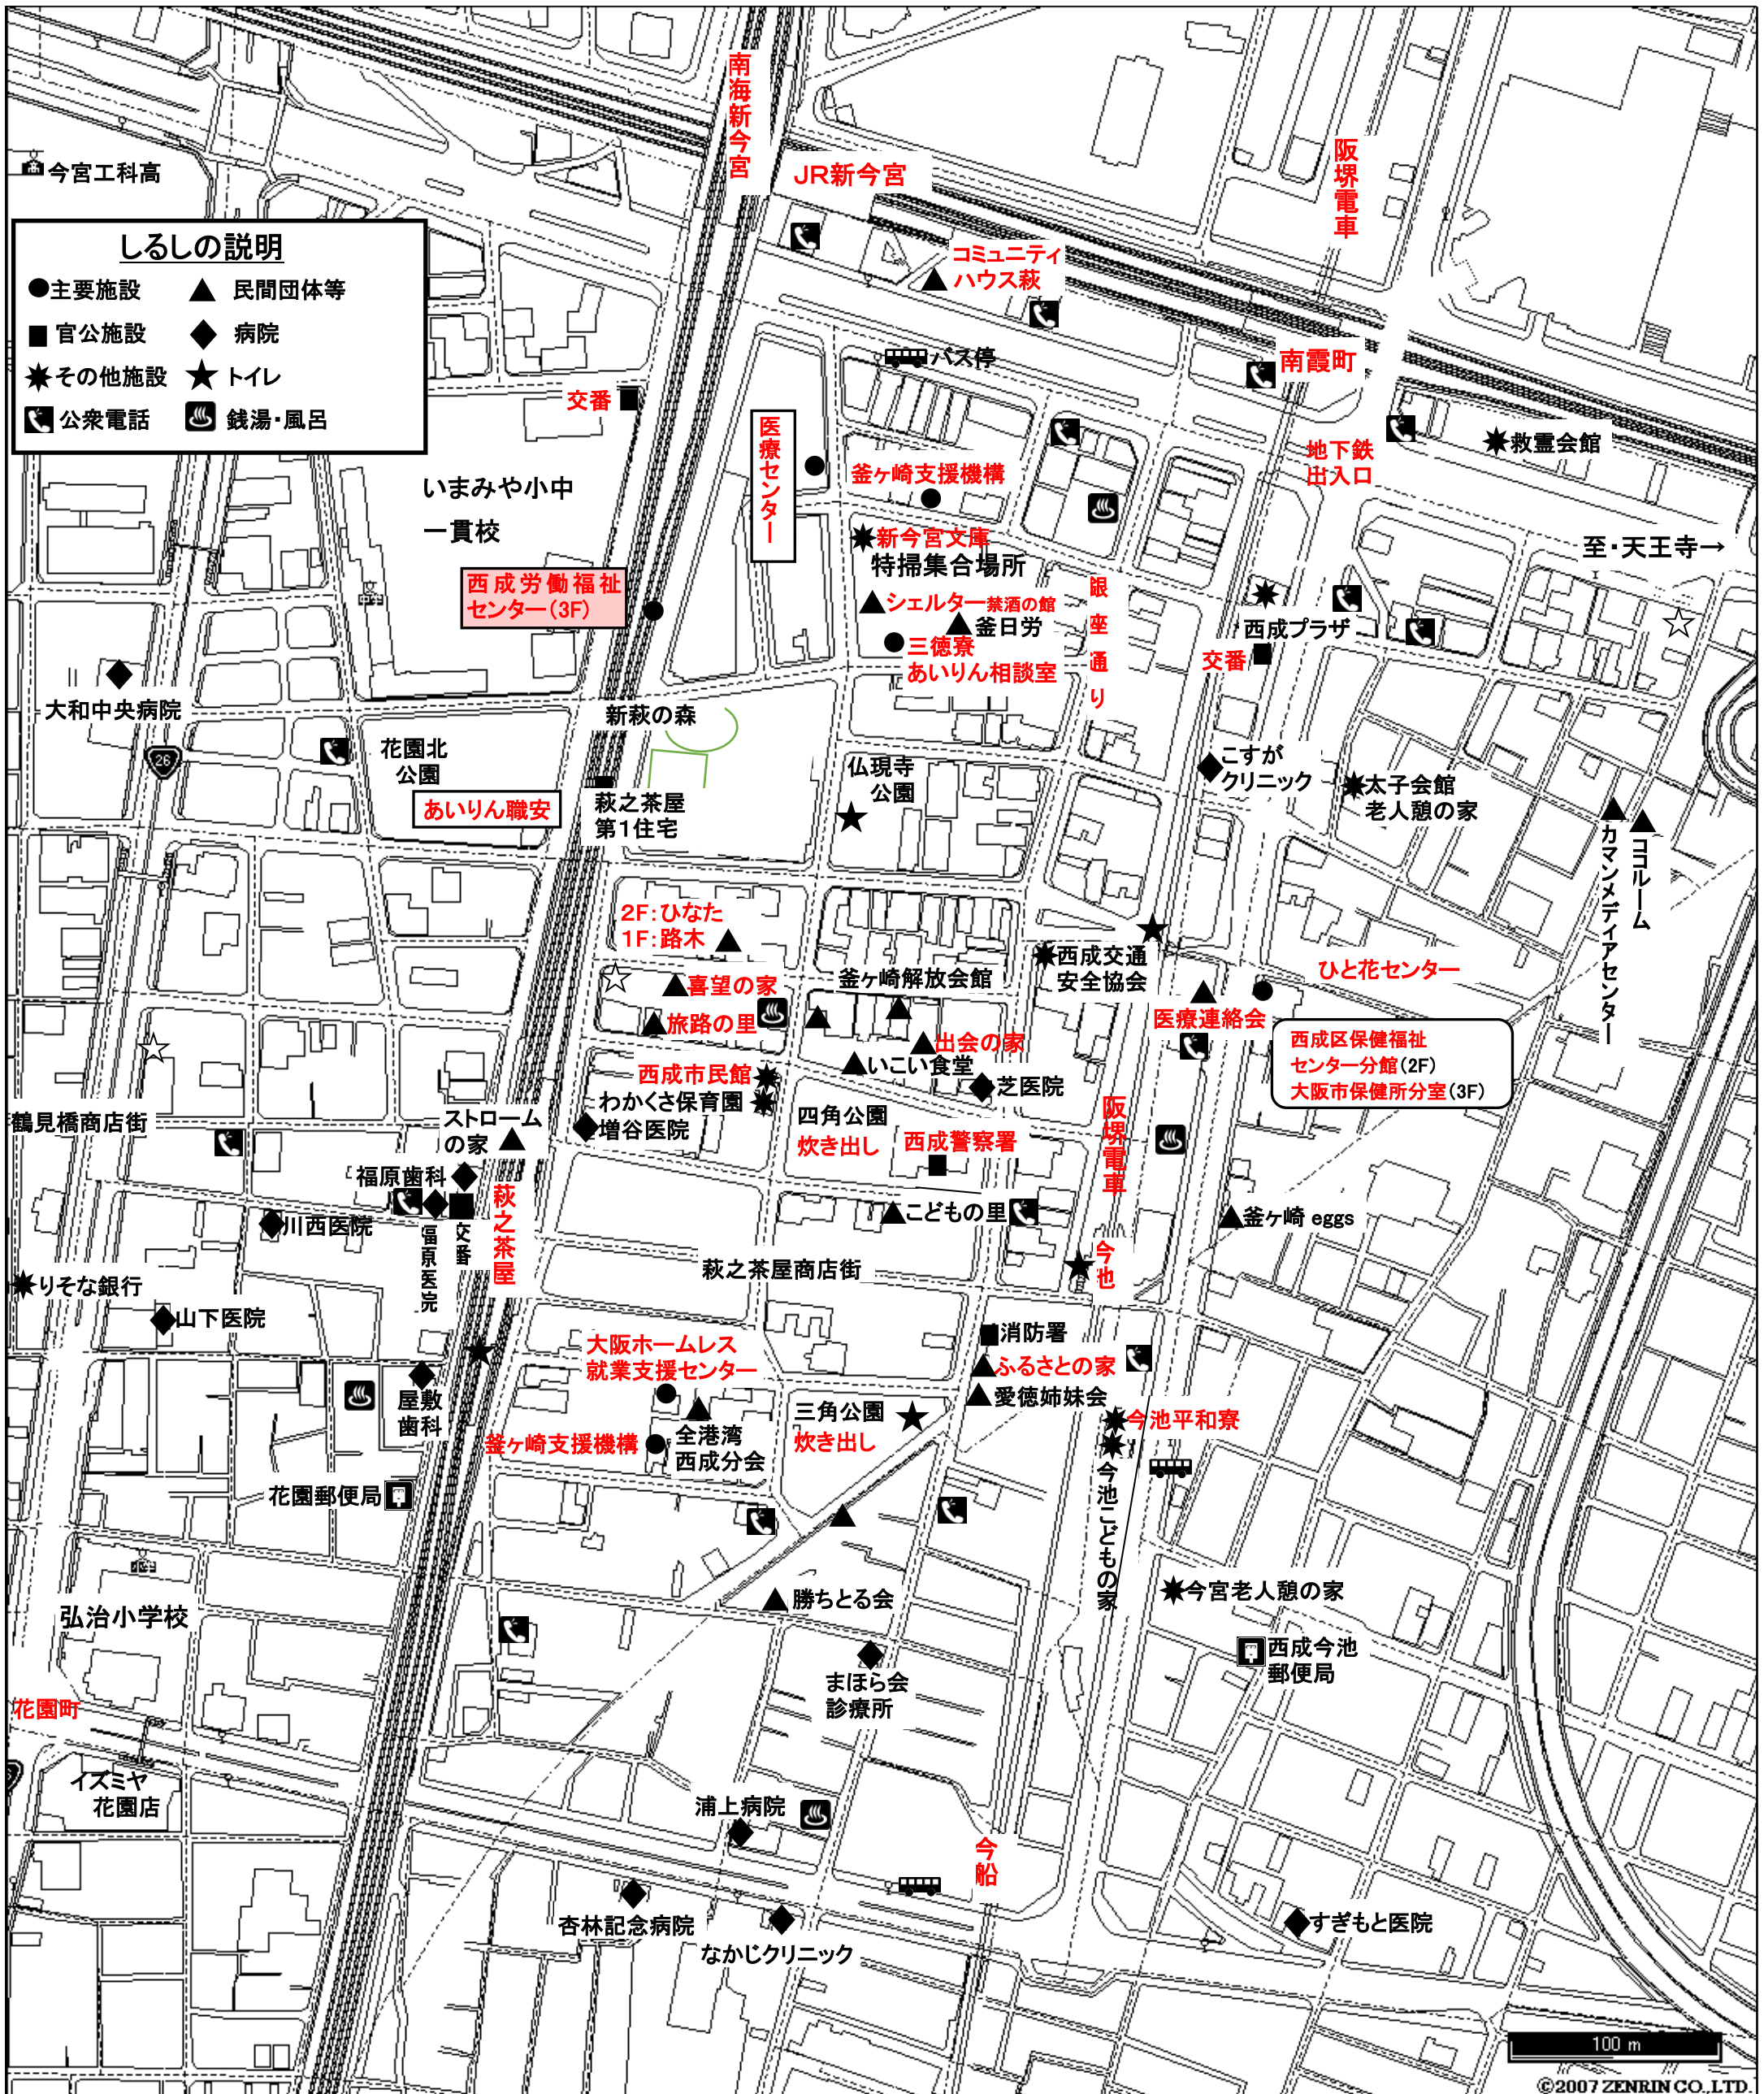 南海新今宮
JR新今宮
阪堺電車
今宮工科高
しるしの説明
主要施設
民間団体等
官公施設
病院
その他施設
トイレ
公衆電話
銭湯・風呂
コミュニティ
ハウス萩
バス停
南霞町
交番
医療センター
釜ヶ崎支援機構
地下鉄
出入口
救霊会館
いまみや小中
一貫校
新今宮文庫
特掃集合場所
至・天王寺→
西成労働福祉
センター(3F)
シェルター禁酒の館
釜日労
銀座通り
西成プラザ
三徳寮
あいりん相談室
交番
大和中央病院
新萩の森
26
花園北
公園
仏現寺
公園
こすが
クリニック
太子会館
老人憩の家
あいりん職安
萩之茶屋
第1住宅
カマンメディアセンター
ココルーム
2F:ひなた
1F:路木
喜望の家
釜ヶ崎解放会館
西成交通
安全協会
ひと花センター
旅路の里
出会の家
医療連絡会
西成区保健福祉
センター分館(2F)
大阪市保健所分室(3F)
いこい食堂
西成市民館
わかくさ保育園
芝医院
鶴見橋商店街
ストローム
の家
増谷医院
四角公園
炊き出し
西成警察署
阪堺電車
福原歯科
川西医院
福原医院
交番
萩之茶屋
こどもの里
釜ヶ崎 eggs
今池
萩之茶屋商店街
りそな銀行
山下医院
大阪ホームレス
就業支援センター
消防署
ふるさとの家
愛徳姉妹会
屋敷
歯科
三角公園
炊き出し
今池平和寮
釜ヶ崎支援機構
全港湾
西成分会
今池こどもの家
花園郵便局
勝ちとる会
今宮老人憩の家
弘治小学校
西成今池
郵便局
まほら会
診療所
花園町
イズミヤ
花園店
浦上病院
今船
杏林記念病院
なかじクリニック
すぎもと医院
100 m
©2007 ZENRIN CO., LTD